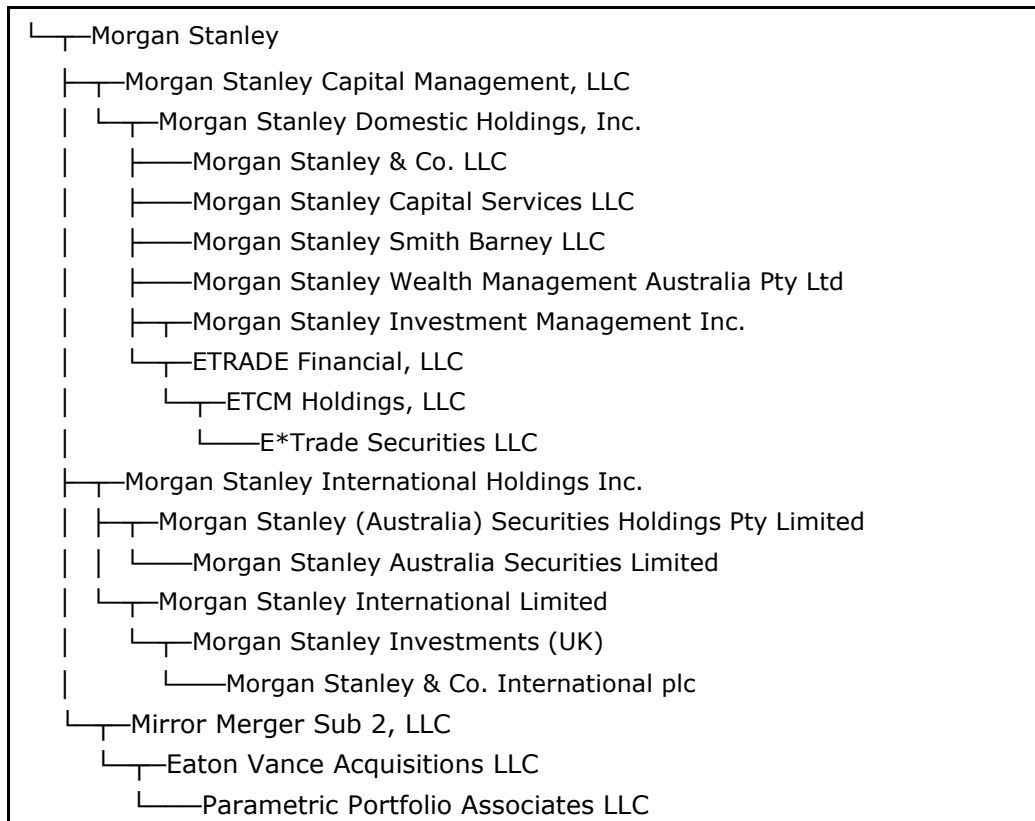 Morgan Stanley
Morgan Stanley Capital Management, LLC
Morgan Stanley Domestic Holdings, Inc.
Morgan Stanley & Co. LLC
Morgan Stanley Capital Services LLC
Morgan Stanley Smith Barney LLC
Morgan Stanley Wealth Management Australia Pty Ltd
Morgan Stanley Investment Management Inc.
ETRADE Financial, LLC
ETCM Holdings, LLC
E*Trade Securities LLC
Morgan Stanley International Holdings Inc.
Morgan Stanley (Australia) Securities Holdings Pty Limited
Morgan Stanley Australia Securities Limited
Morgan Stanley International Limited
Morgan Stanley Investments (UK)
Morgan Stanley & Co. International plc
Mirror Merger Sub 2, LLC
Eaton Vance Acquisitions LLC
Parametric Portfolio Associates LLC